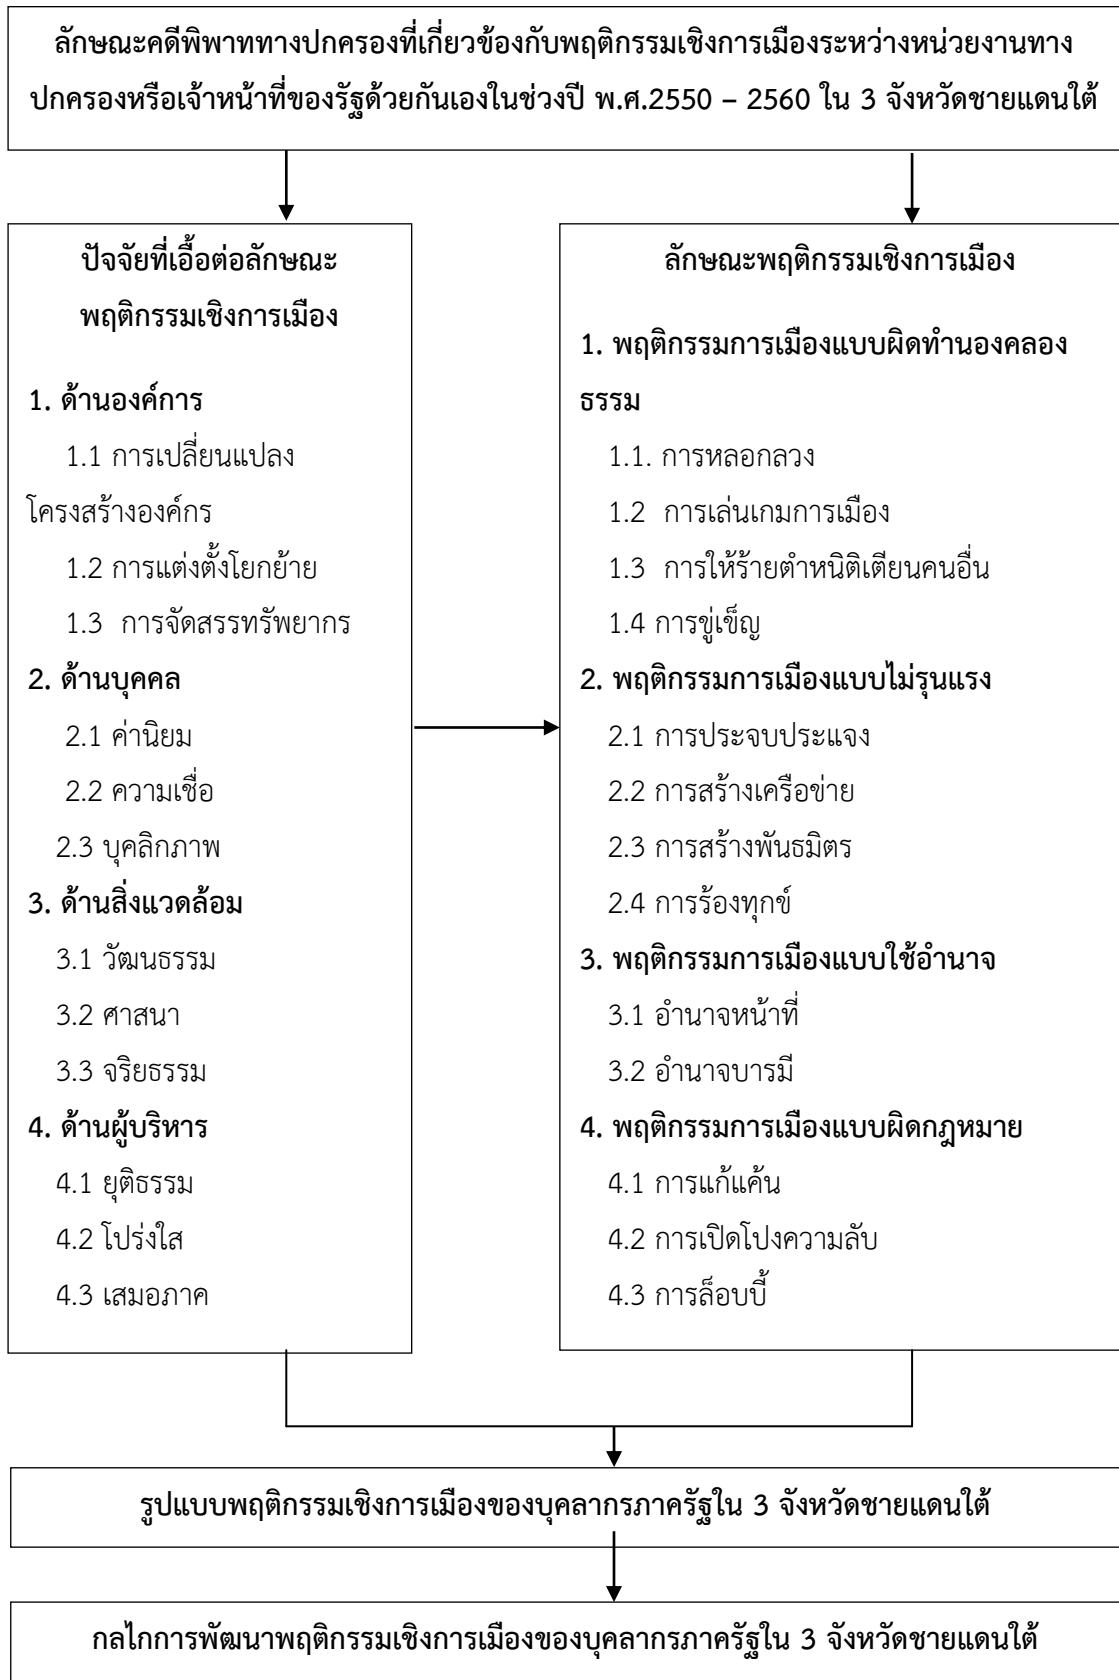 ลักษณะคดีพิพาททางปกครองที่เกี่ยวข้องกับพฤติกรรมเชิงการเมืองระหว่างหน่วยงานทาง
ปกครองหรือเจ้าหน้าที่ของรัฐด้วยกันเองในช่วงปี พ.ศ.2550 – 2560 ใน 3 จังหวัดชายแดนใต้
ปัจจัยที่เอื้อต่อลักษณะ
พฤติกรรมเชิงการเมือง
1. ด้านองค์การ
1.1 การเปลี่ยนแปลง
โครงสร้างองค์กร
1.2 การแต่งตั้งโยกย้าย
1.3 การจัดสรรทรัพยากร
2. ด้านบุคคล
2.1 ค่านิยม
2.2 ความเชื่อ
2.3 บุคลิกภาพ
3. ด้านสิ่งแวดล้อม
3.1 วัฒนธรรม
3.2 ศาสนา
3.3 จริยธรรม
4. ด้านผู้บริหาร
4.1 ยุติธรรม
4.2 โปร่งใส
4.3 เสมอภาค
ลักษณะพฤติกรรมเชิงการเมือง
1. พฤติกรรมการเมืองแบบผิดทำนองคลอง
ธรรม
1.1. การหลอกลวง
1.2 การเล่นเกมการเมือง
1.3 การให้ร้ายตำหนิติเตียนคนอื่น
1.4 การขู่เข็ญ
2. พฤติกรรมการเมืองแบบไม่รุนแรง
2.1 การประจบประแจง
2.2 การสร้างเครือข่าย
2.3 การสร้างพันธมิตร
2.4 การร้องทุกข์
3. พฤติกรรมการเมืองแบบใช้อำนาจ
3.1 อำนาจหน้าที่
3.2 อำนาจบารมี
4. พฤติกรรมการเมืองแบบผิดกฎหมาย
4.1 การแก้แค้น
4.2 การเปิดโปงความลับ
4.3 การล็อบบี้
รูปแบบพฤติกรรมเชิงการเมืองของบุคลากรภาครัฐใน 3 จังหวัดชายแดนใต้
กลไกการพัฒนาพฤติกรรมเชิงการเมืองของบุคลากรภาครัฐใน 3 จังหวัดชายแดนใต้